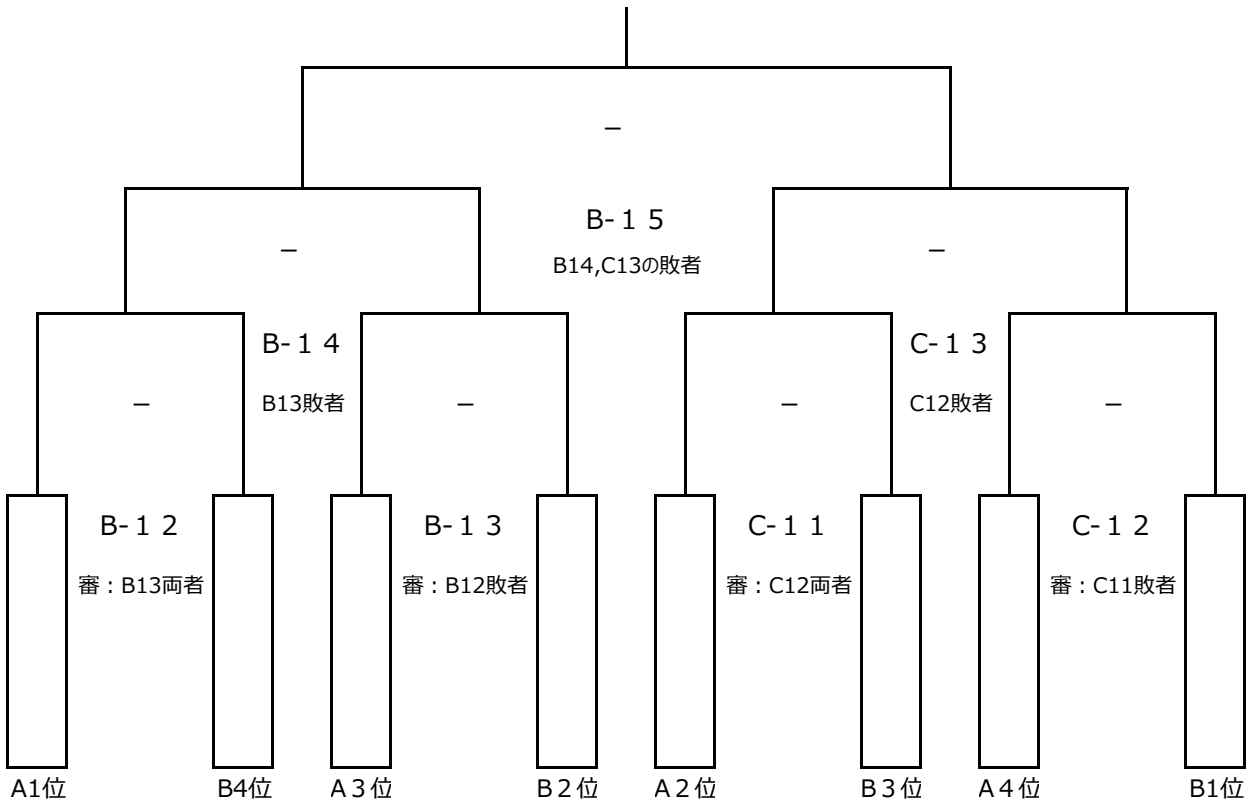 －
B-１５
B14,C13の敗者
－
－
B-１４
B13敗者
C-１３
C12敗者
－
－
－
－
B-１２
審：B13両者
B-１３
審：B12敗者
C-１１
審：C12両者
C-１２
審：C11敗者
A1位
B4位
A３位
B２位
A２位
B３位
A４位
B1位